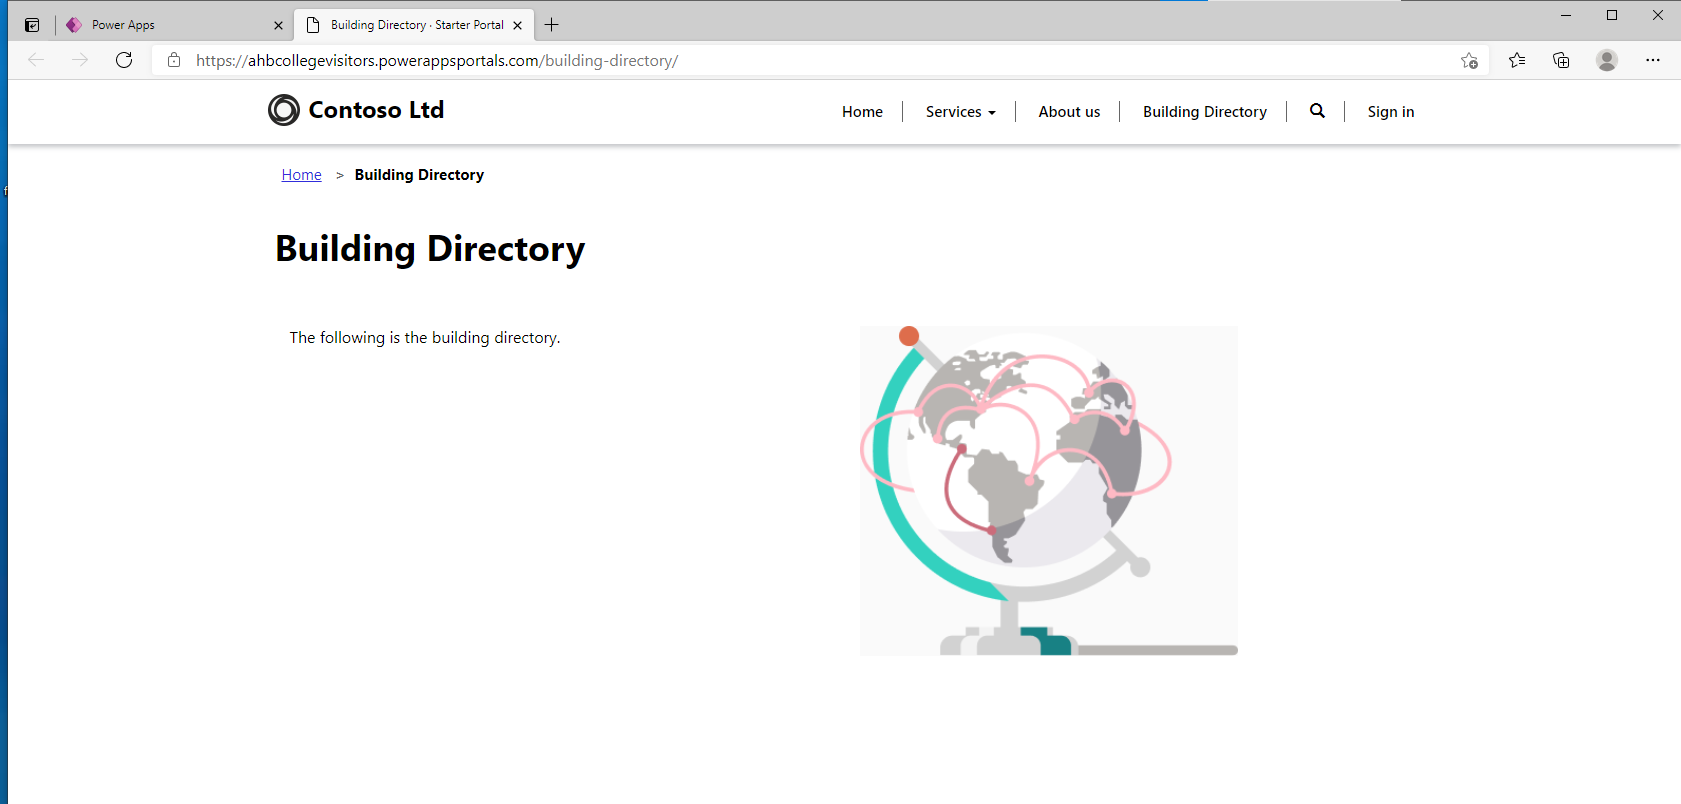 Power Apps
Building Directory · Starter Portal
https://ahbcollegevisitors.powerappsportals.com/building-directory/
Contoso Ltd
Home
Services
About us
Building Directory
Sign in
Home > Building Directory
Building Directory
The following is the building directory.